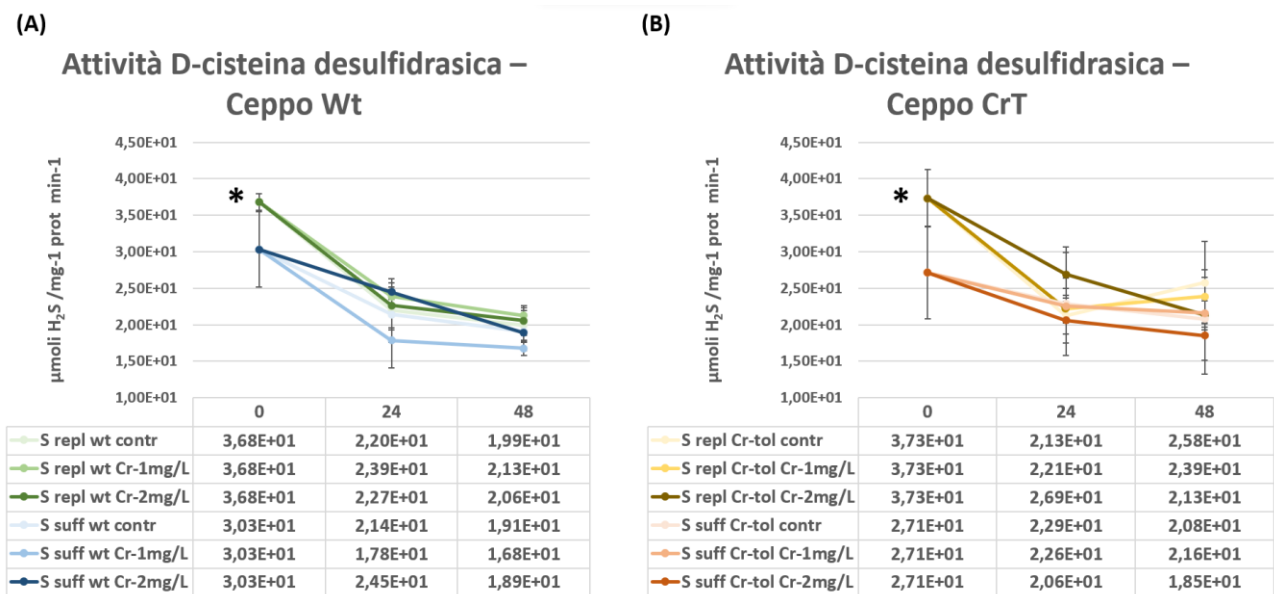 (A)
Attività D-cisteina desulfidrasica –
Ceppo Wt
µmoli H₂S /mg-1 prot min-1
4,50E+01
4,00E+01
3,50E+01
3,00E+01
2,50E+01
2,00E+01
1,50E+01
1,00E+01
*
0 24 48
S repl wt contr 3,68E+01 2,20E+01 1,99E+01
S repl wt Cr-1mg/L 3,68E+01 2,39E+01 2,13E+01
S repl wt Cr-2mg/L 3,68E+01 2,27E+01 2,06E+01
S suff wt contr 3,03E+01 2,14E+01 1,91E+01
S suff wt Cr-1mg/L 3,03E+01 1,78E+01 1,68E+01
S suff wt Cr-2mg/L 3,03E+01 2,45E+01 1,89E+01
(B)
Attività D-cisteina desulfidrasica –
Ceppo CrT
µmoli H₂S /mg-1 prot min-1
4,50E+01
4,00E+01
3,50E+01
3,00E+01
2,50E+01
2,00E+01
1,50E+01
1,00E+01
*
0 24 48
S repl Cr-tol contr 3,73E+01 2,13E+01 2,58E+01
S repl Cr-tol Cr-1mg/L 3,73E+01 2,21E+01 2,39E+01
S repl Cr-tol Cr-2mg/L 3,73E+01 2,69E+01 2,13E+01
S suff Cr-tol contr 2,71E+01 2,29E+01 2,08E+01
S suff Cr-tol Cr-1mg/L 2,71E+01 2,26E+01 2,16E+01
S suff Cr-tol Cr-2mg/L 2,71E+01 2,06E+01 1,85E+01